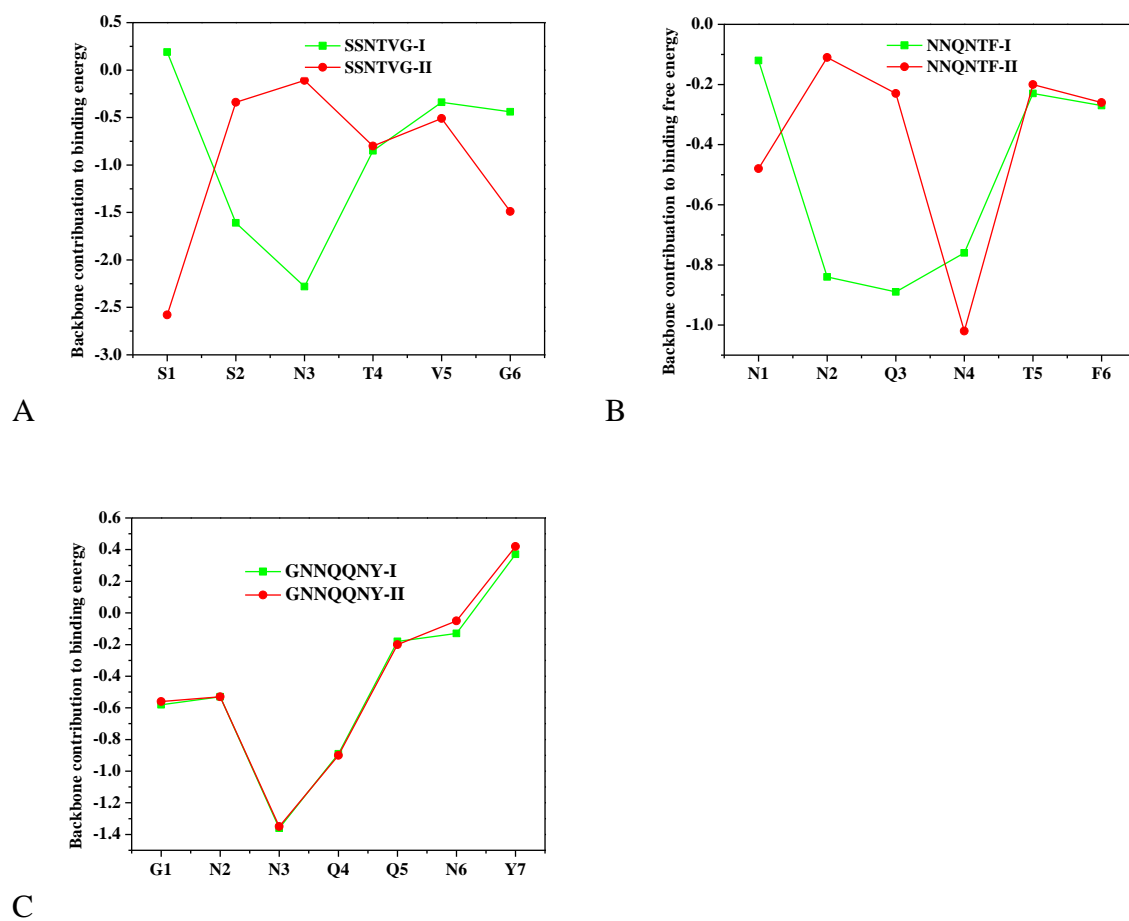 Backbone contribution to binding energy
0.5
0.0
-0.5
-1.0
-1.5
-2.0
-2.5
-3.0
SSNTVG-I
SSNTVG-II
S1 S2 N3 T4 V5 G6
A
Backbone contribuation to binding free energy
0.0
-0.2
-0.4
-0.6
-0.8
-1.0
NNQNTF-I
NNQNTF-II
N1 N2 Q3 N4 T5 F6
B
Backbone contribution to binding energy
0.6
0.4
0.2
0.0
-0.2
-0.4
-0.6
-0.8
-1.0
-1.2
-1.4
GNNQQNY-I
GNNQQNY-II
G1 N2 N3 Q4 Q5 N6 Y7
C